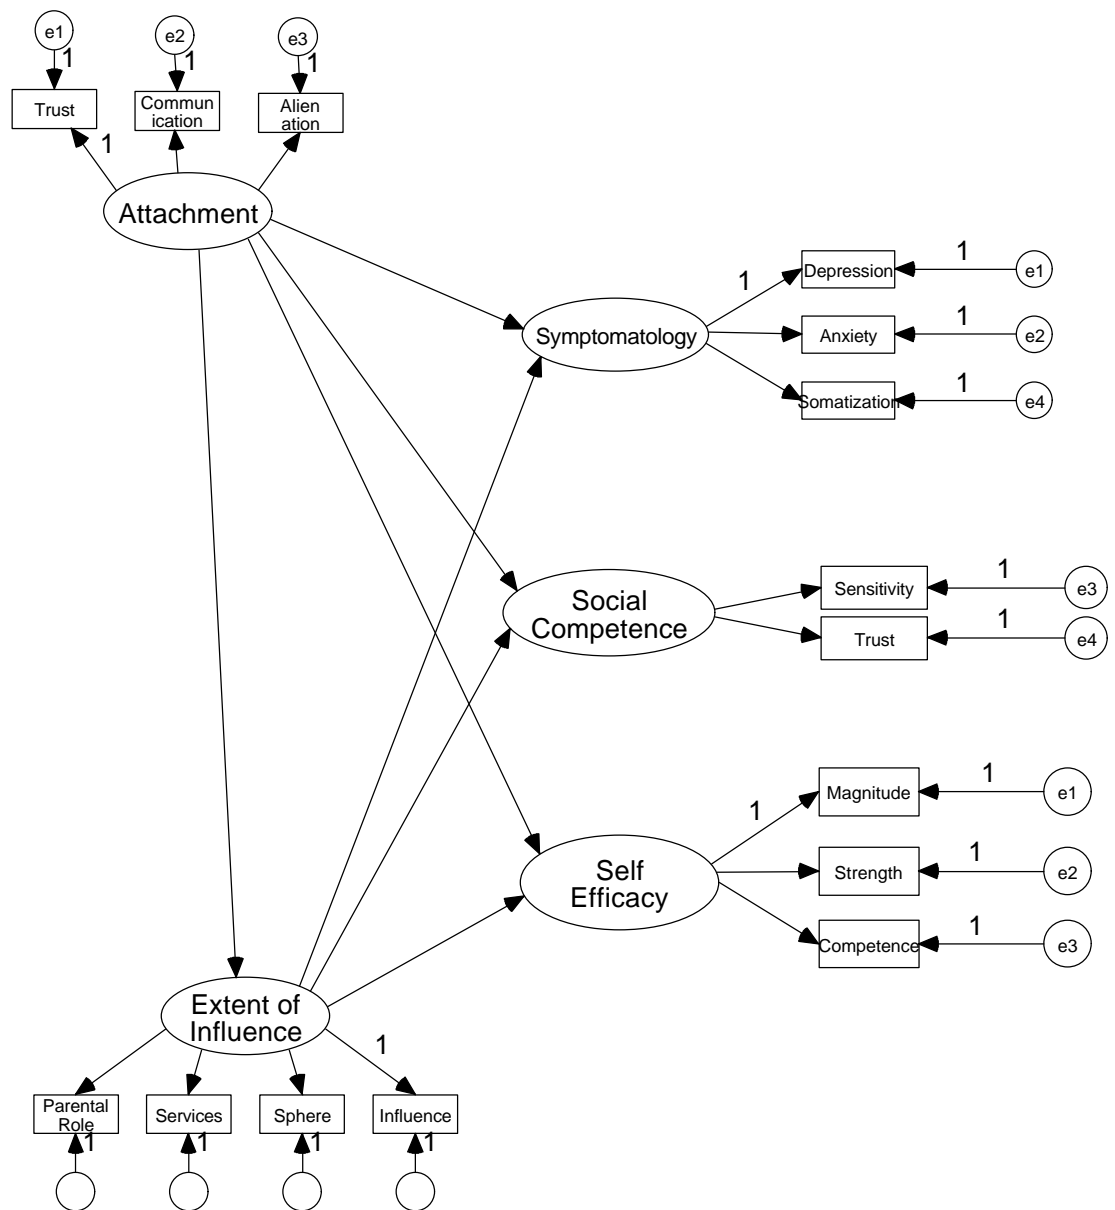 e1
e2
e3
1
1
1
Trust
Commun
ication
Alien
ation
1
Attachment
Depression
1
e1
1
Symptomatology
Anxiety
1
e2
Somatization
1
e4
Social
Competence
Sensitivity
1
e3
Trust
1
e4
Self
Efficacy
1
Magnitude
1
e1
Strength
1
e2
Competence
1
e3
Extent of
Influence
1
Parental
Role
Services
Sphere
Influence
1
1
1
1